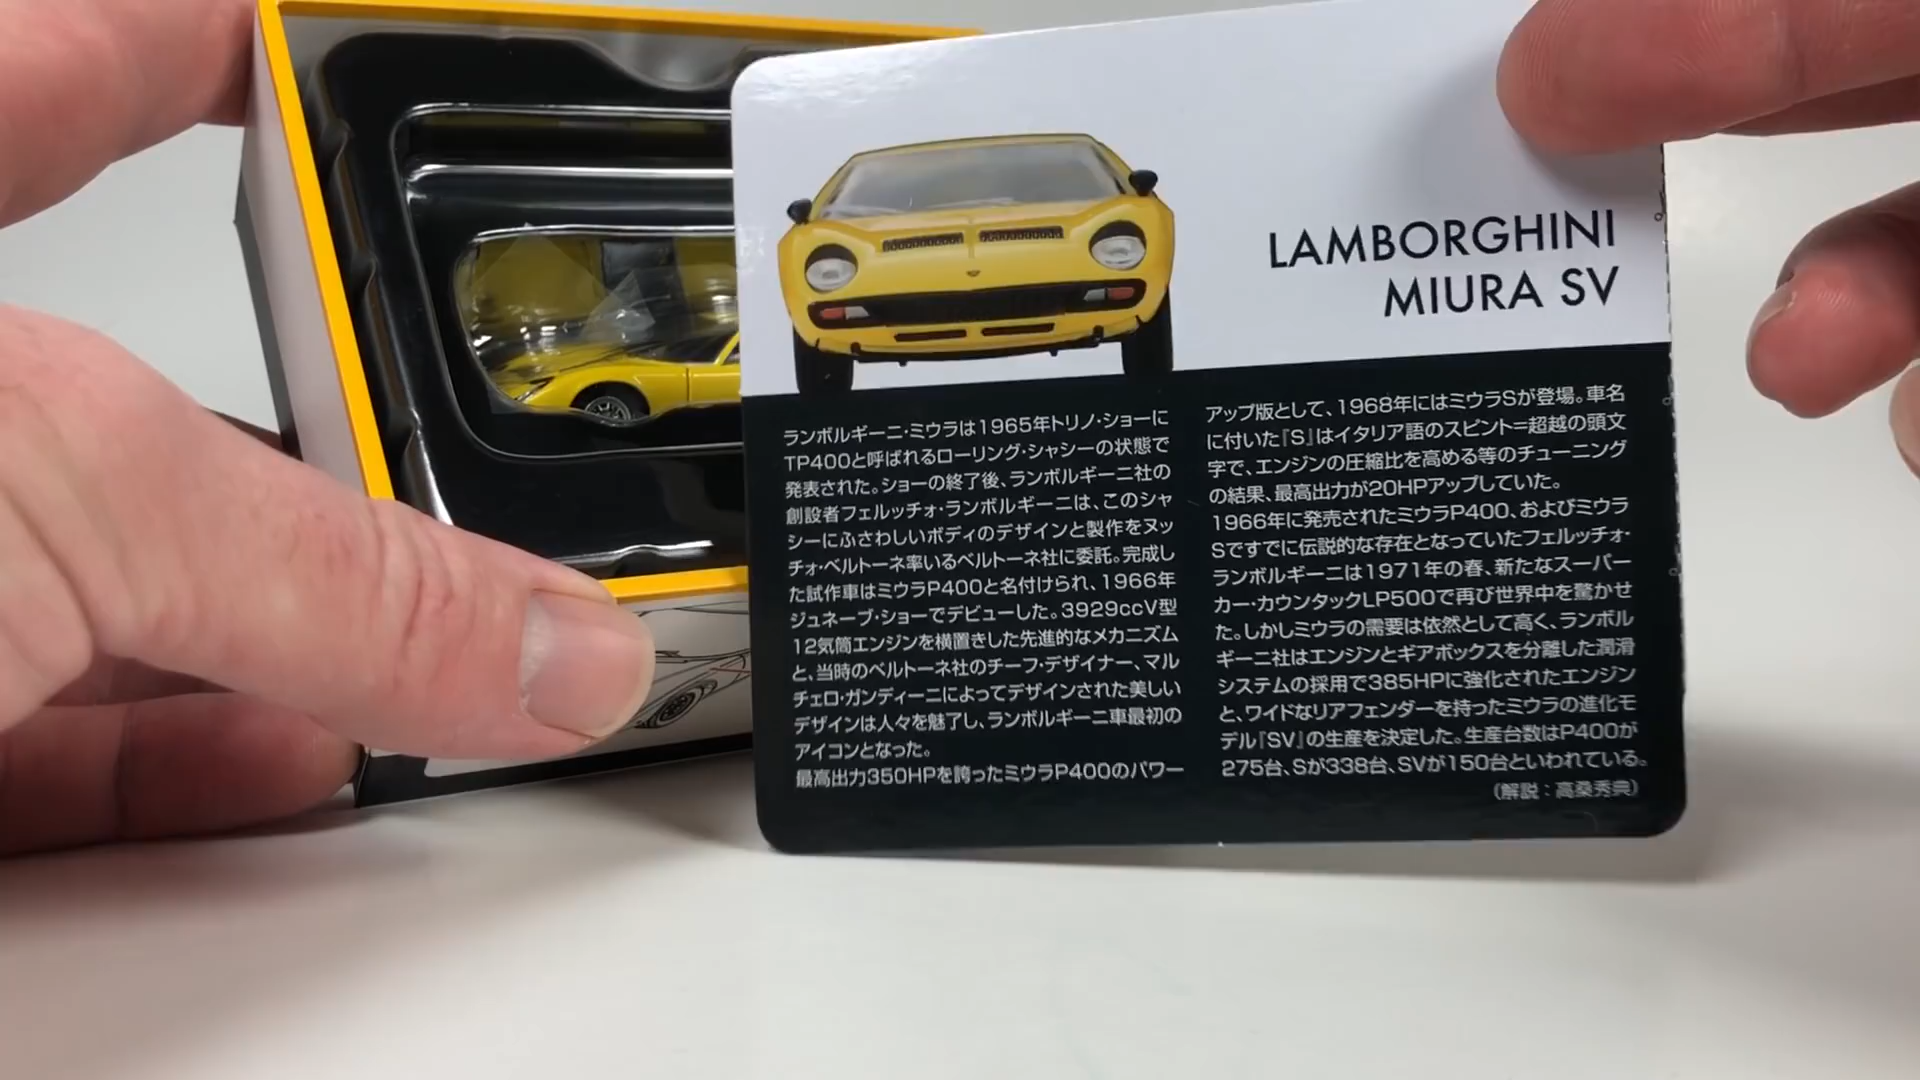 LAMBORGHINI
MIURA SV
ランボルギーニ・ミウラは1965年トリノ・ショーに
TP400と呼ばれるローリング・シャシーの状態で
発表された。ショーの終了後、ランボルギーニ社の
創設者フェルッチォ・ランボルギーニは、このシャ
シーにふさわしいボディのデザインと製作をヌッ
チォ・ベルトーネ率いるベルトーネ社に委託。完成し
た試作車はミウラP400と名付けられ、1966年
ジュネーブ・ショーでデビューした。3929ccV型
12気筒エンジンを横置きした先進的なメカニズム
と、当時のベルトーネ社のチーフ・デザイナー、マル
チェロ・ガンディーニによってデザインされた美しい
デザインは人々を魅了し、ランボルギーニ車最初の
アイコンとなった。
最高出力350HPを誇ったミウラP400のパワー
アップ版として、1968年にはミウラSが登場。車名
に付いた『S』はイタリア語のスピント=超越の頭文
字で、エンジンの圧縮比を高める等のチューニング
の結果、最高出力が20HPアップしていた。
1966年に発売されたミウラP400、およびミウラ
Sですでに伝説的な存在となっていたフェルッチォ・
ランボルギーニは1971年の春、新たなスーパー
カー・カウンタックLP500で再び世界中を驚かせ
た。しかしミウラの需要は依然として高く、ランボル
ギーニ社はエンジンとギアボックスを分離した潤滑
システムの採用で385HPに強化されたエンジン
と、ワイドなリアフェンダーを持ったミウラの進化モ
デル『SV』の生産を決定した。生産台数はP400が
275台、Sが338台、SVが150台といわれている。
(解説：高桑秀典)